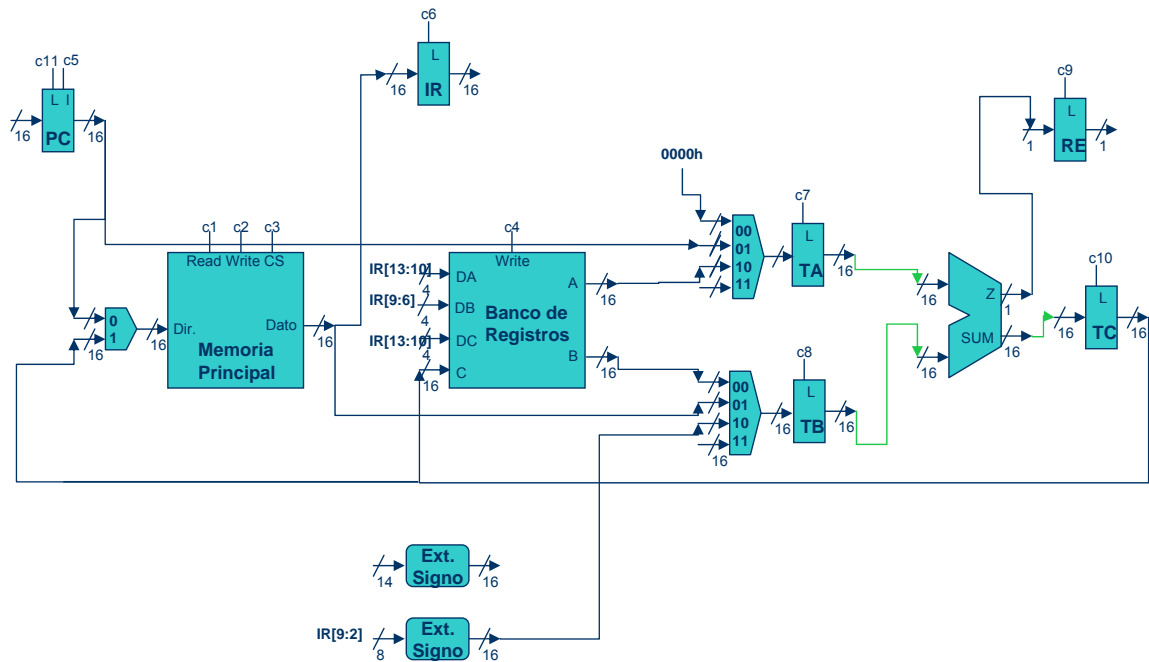 c6
L
IR
16
16
c11 c5
L I
PC
16
16
c9
L
RE
1
1
0000h
c1 c2 c3
Read Write CS
Dir.
Dato
Memoria
Principal
0
1
16
16
16
16
c4
Write
IR[13:10]
4
DA
IR[9:6]
4
DB
IR[13:10]
4
DC
16
C
A
B
Banco de
Registros
16
16
00
01
10
11
16
16
c7
L
TA
16
00
01
10
11
16
16
c8
L
TB
16
16
16
Z
SUM
1
16
c10
L
TC
16
16
14
Ext.
Signo
16
IR[9:2]
8
Ext.
Signo
16